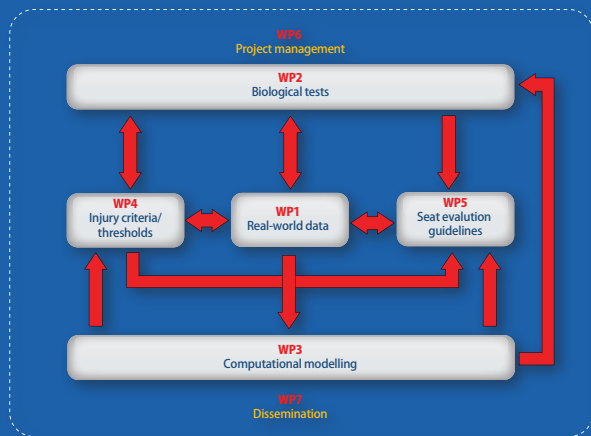 WP6
Project management
WP2
Biological tests
WP4
Injury criteria/
thresholds
WP1
Real-world data
WP5
Seat evalution
guidelines
WP3
Computational modelling
WP7
Dissemination